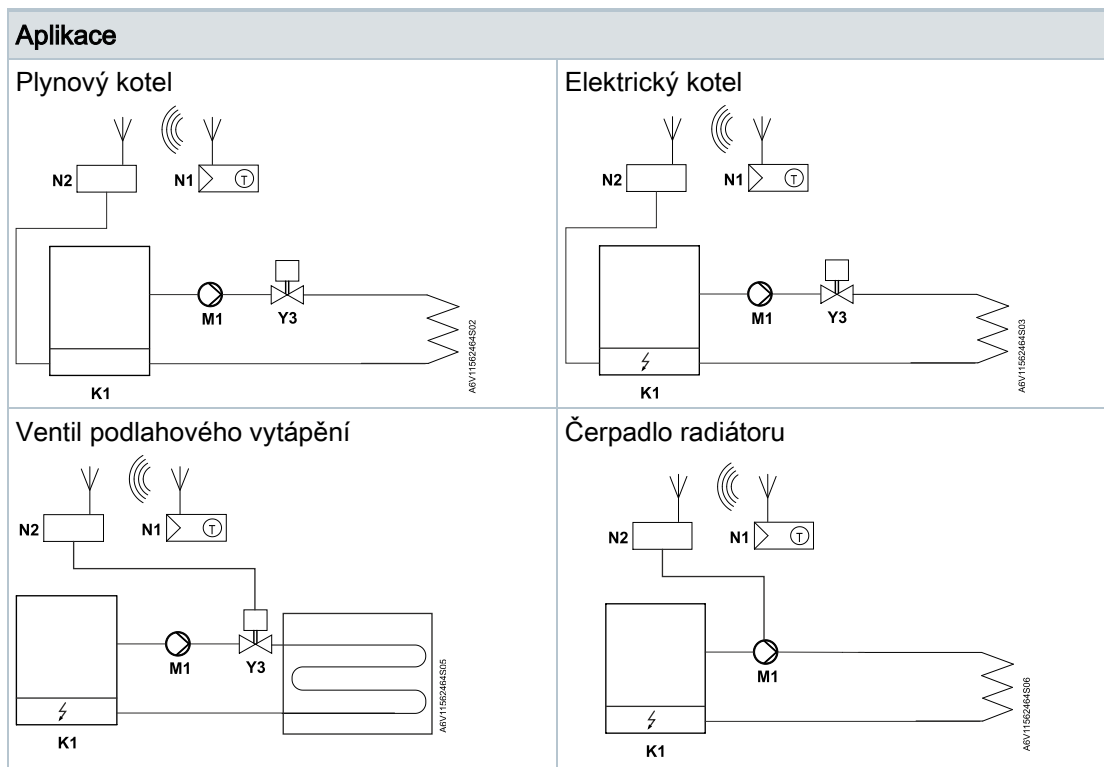 Aplikace
Plynový kotel
N2
N1
T
M1
Y3
K1
A6V11562464S02
Elektrický kotel
N2
N1
T
M1
Y3
K1
A6V11562464S03
Ventil podlahového vytápění
N2
N1
T
M1
Y3
K1
A6V11562464S05
Čerpadlo radiátoru
N2
N1
T
M1
K1
A6V11562464S06